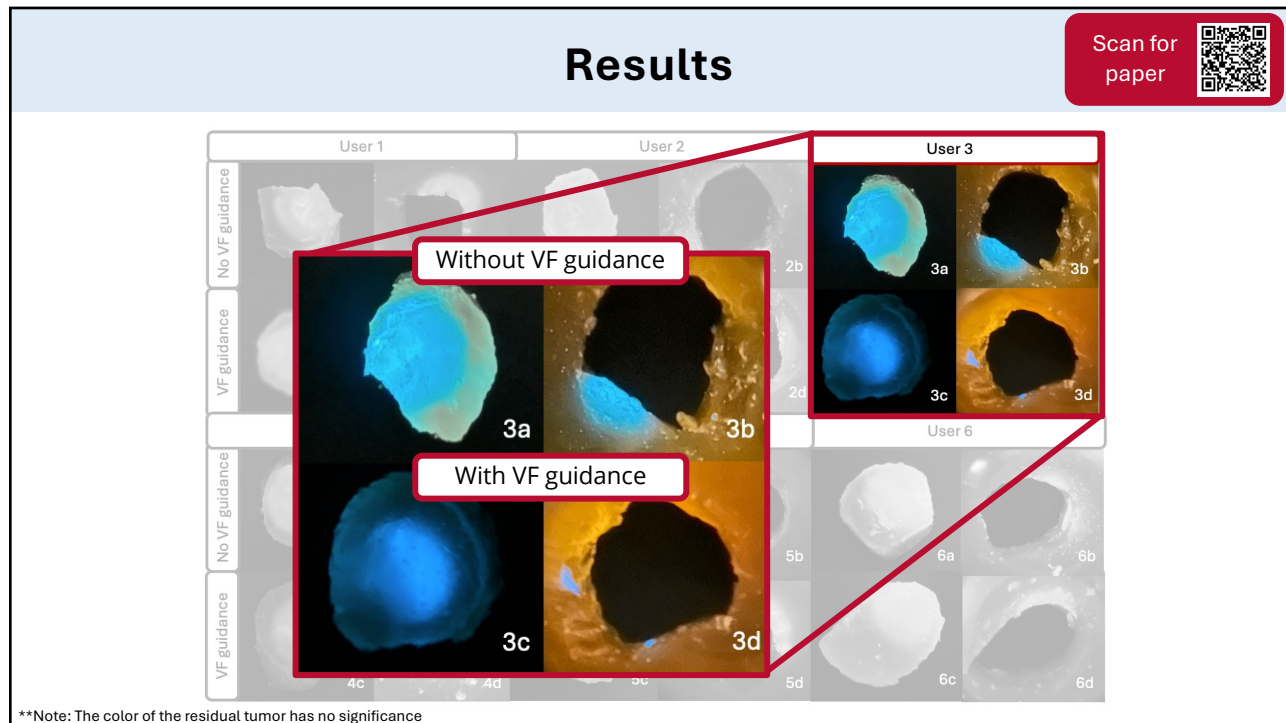 Results
Scan for
paper
User 1
User 2
User 3
No VF guidance
2b
3a
3b
VF guidance
2d
3c
3d
Without VF guidance
3a
3b
With VF guidance
3c
3d
User 6
No VF guidance
5b
6a
6b
VF guidance
4c
4d
5c
5d
6c
6d
**Note: The color of the residual tumor has no significance